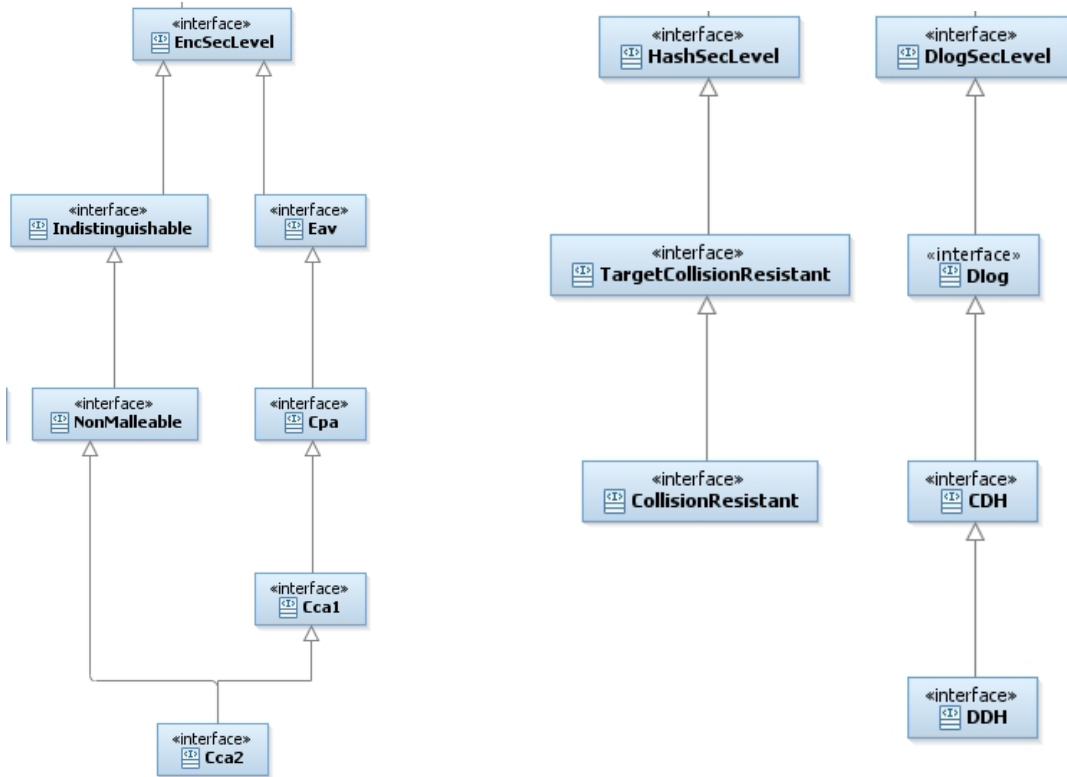 «interface»
EncSecLevel
«interface»
HashSecLevel
«interface»
DlogSecLevel
«interface»
Indistinguishable
«interface»
Eav
«interface»
TargetCollisionResistant
«interface»
Dlog
«interface»
NonMalleable
«interface»
Cpa
«interface»
CollisionResistant
«interface»
CDH
«interface»
Cca1
«interface»
DDH
«interface»
Cca2